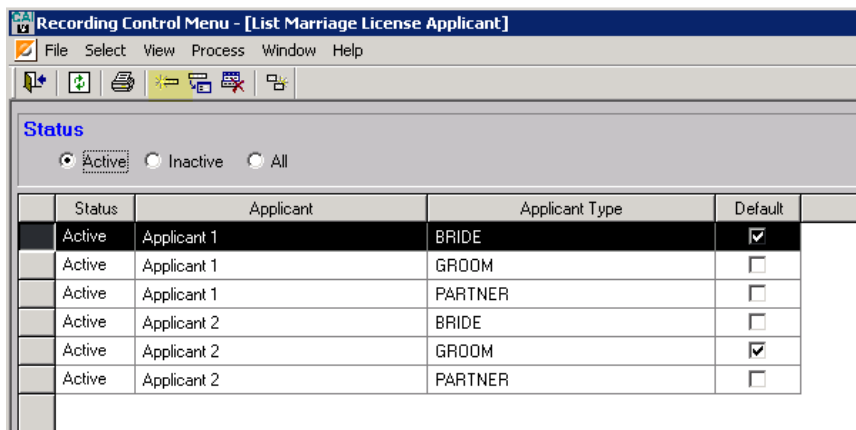 Recording Control Menu - [List Marriage License Applicant]
File Select View Process Window Help
Status
Active Inactive All
Status Applicant Applicant Type Default
Active Applicant 1 BRIDE
Active Applicant 1 GROOM
Active Applicant 1 PARTNER
Active Applicant 2 BRIDE
Active Applicant 2 GROOM
Active Applicant 2 PARTNER